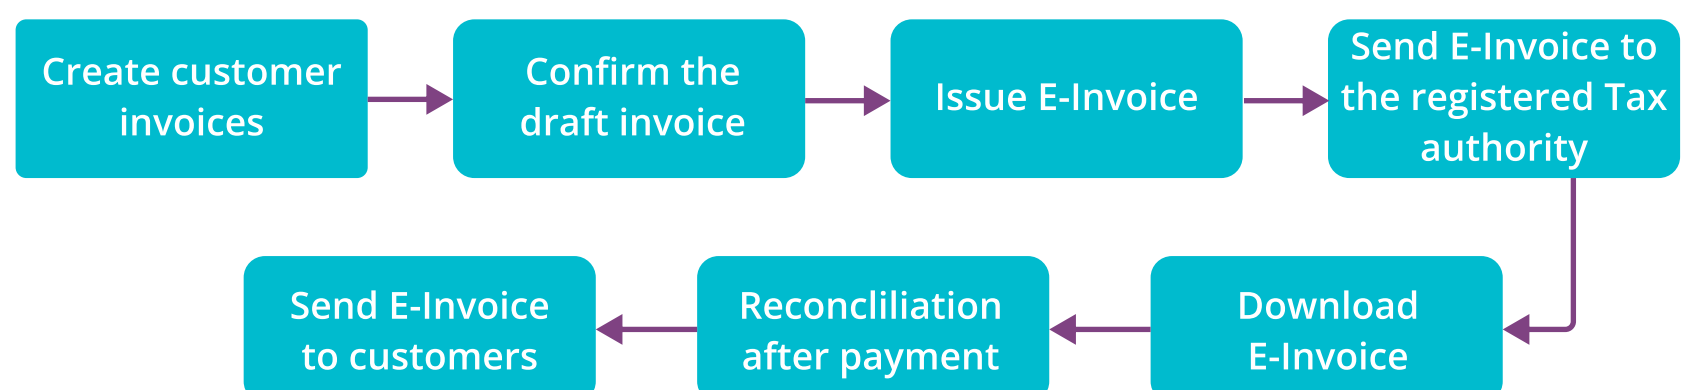 Create customer
invoices
Confirm the
draft invoice
Issue E-Invoice
Send E-Invoice to
the registered Tax
authority
Download
E-Invoice
Reconcliliation
after payment
Send E-Invoice
to customers